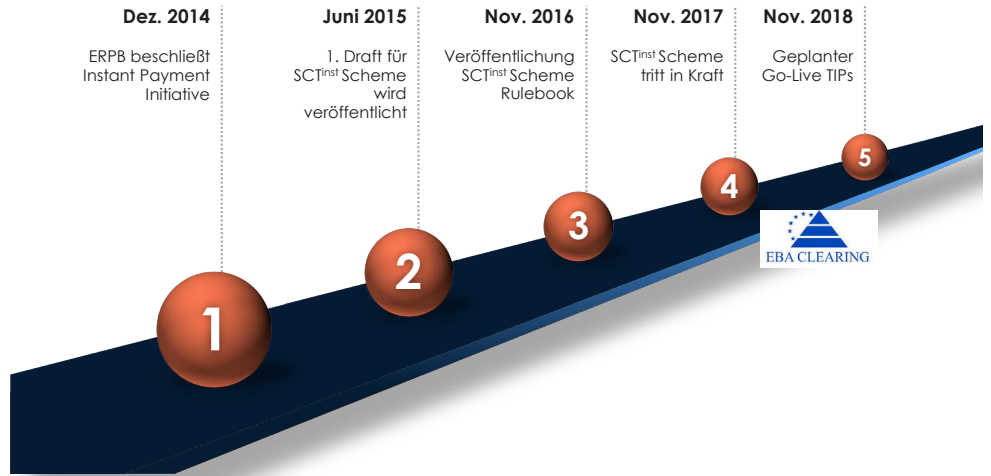 Dez. 2014
ERPB beschließt
Instant Payment
Initiative
Juni 2015
1. Draft für
SCTinst Scheme
wird
veröffentlicht
Nov. 2016
Veröffentlichung
SCTinst Scheme
Rulebook
Nov. 2017
SCTinst Scheme
tritt in Kraft
Nov. 2018
Geplanter
Go-Live TIPs
1
2
3
4
5
EBA CLEARING